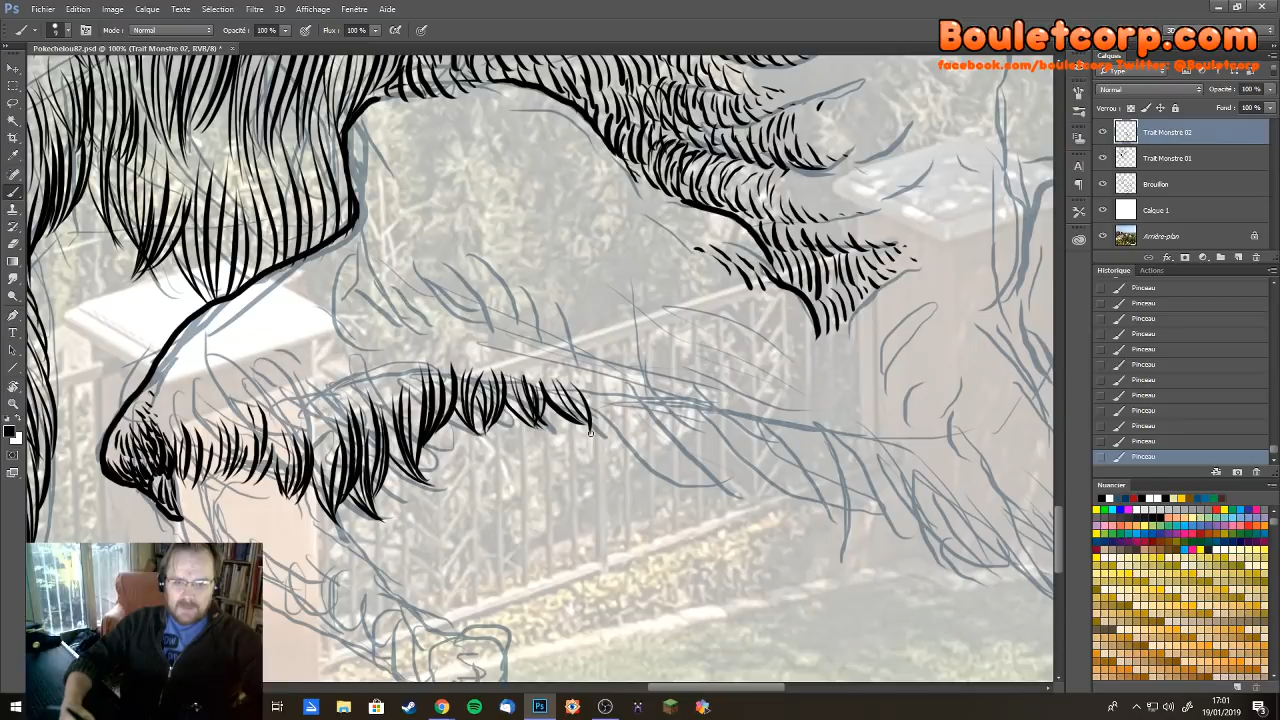 Ps Fichier Edition Image Calque Texte Sélection Filtre 3D Affichage Fenêtre Aide
Mode : Normal Opacité : 100 % Flux : 100 %
Bouletcorp.com
facebook.com/bouletcorp Twitter: @Bouletcorp
Pokechelou82.psd @ 100% (Trait Monstre 02, RVB/8) *
Calques
Type
Normal Opacité : 100 %
Verrou : Fond : 100 %
Trait Monstre 02
Trait Monstre 01
Brouillon
Calque 1
Arrière-plan
Historique Actions
Pinceau
Pinceau
Pinceau
Pinceau
Pinceau
Pinceau
Pinceau
Pinceau
Pinceau
Pinceau
Pinceau
Pinceau
Nuancier
17:01
19/01/2019